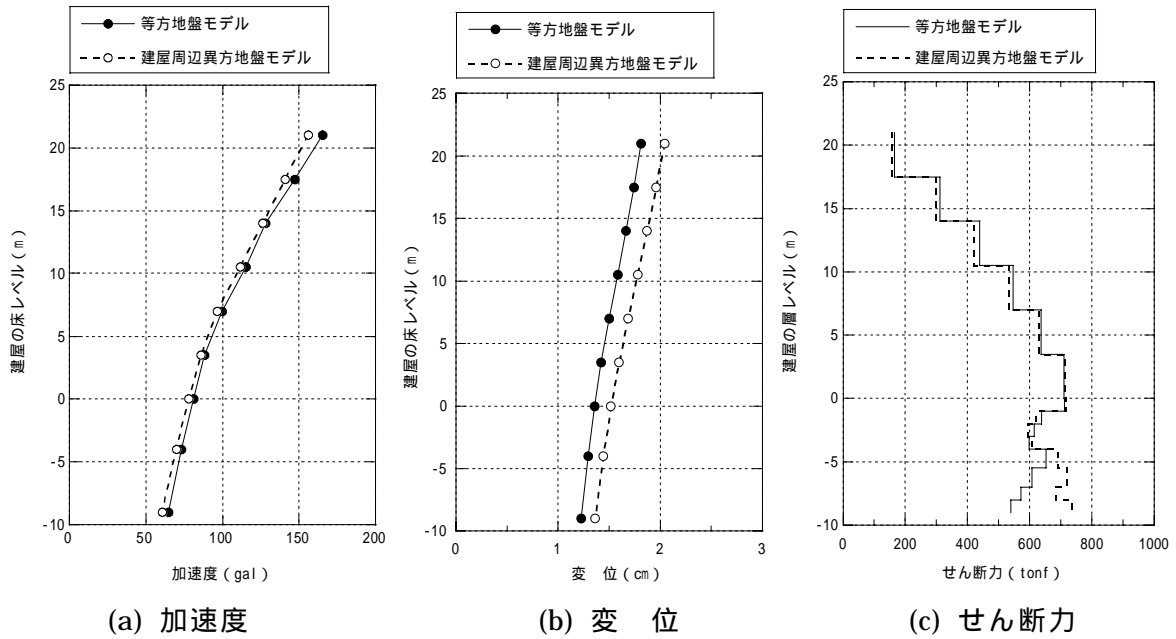 等方地盤モデル
建屋周辺異方地盤モデル
25
20
15
10
5
0
-5
-10
建屋の床レベル(m)
0
50
100
150
200
加速度(gal)
(a) 加速度
等方地盤モデル
建屋周辺異方地盤モデル
25
20
15
10
5
0
-5
-10
建屋の床レベル(m)
0
1
2
3
変 位(cm)
(b) 変 位
等方地盤モデル
建屋周辺異方地盤モデル
25
20
15
10
5
0
-5
-10
建屋の層レベル(m)
0
200
400
600
800
1000
せん断力(tonf)
(c) せん断力